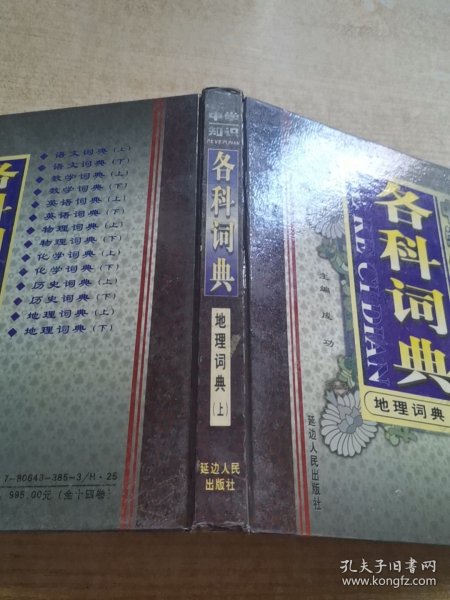 各科词
◆ 语文词典(上)
◆ 语文词典(下)
◆ 数学词典(上)
◆ 数学词典(下)
◆ 英语词典(上)
◆ 英语词典(下)
◆ 物理词典(上)
◆ 物理词典(下)
◆ 化学词典(上)
◆ 化学词典(下)
◆ 历史词典(上)
◆ 历史词典(下)
◆ 地理词典(上)
◆ 地理词典(下)
7-80643-385-3/H·25
995.00元(全十四卷)
中学
知识
各科词典
地理词典(上)
延边人民
出版社
各科词典
KE CI DIAN
主编 成功
地理词典
延边人民出版社
孔夫子旧书网
www.kongfz.com